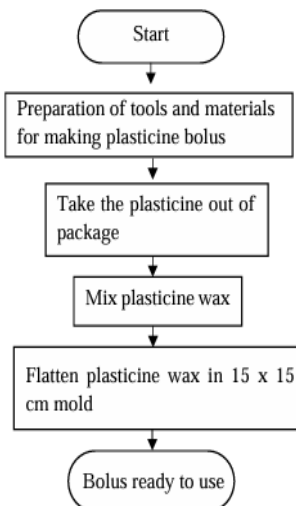 Start
Preparation of tools and materials
for making plasticine bolus
Take the plasticine out of
package
Mix plasticine wax
Flatten plasticine wax in 15 x 15
cm mold
Bolus ready to use